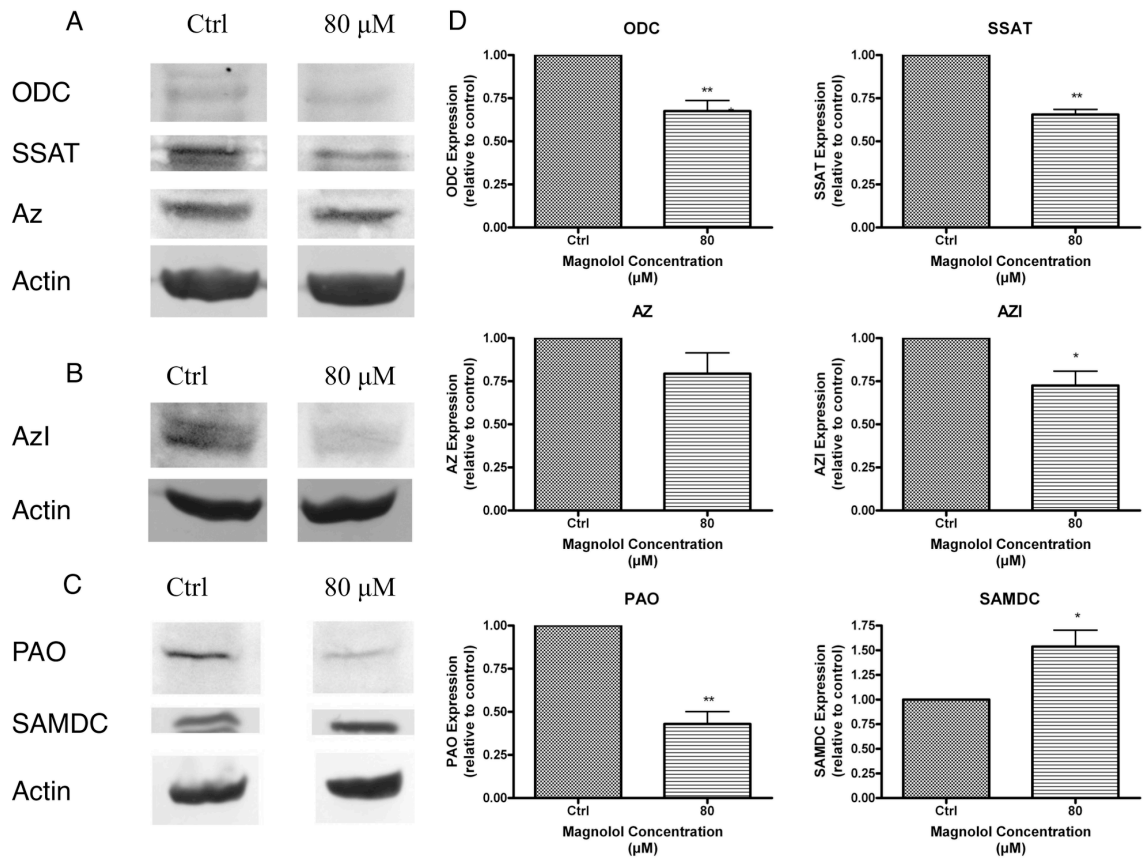 A
Ctrl 80 µM
ODC
SSAT
Az
Actin
B
Ctrl 80 µM
AzI
Actin
C
Ctrl 80 µM
PAO
SAMDC
Actin
D
ODC
ODC Expression
(relative to control)
1.00
0.75
0.50
0.25
0.00
**
*
Ctrl 80
Magnolol Concentration
(µM)
SSAT
SSAT Expression
(relative to control)
1.00
0.75
0.50
0.25
0.00
**
Ctrl 80
Magnolol Concentration
(µM)
AZ
AZ Expression
(relative to control)
1.00
0.75
0.50
0.25
0.00
Ctrl 80
Magnolol Concentration
(µM)
AZI
AZI Expression
(relative to control)
1.00
0.75
0.50
0.25
0.00
*
Ctrl 80
Magnolol Concentration
(µM)
PAO
PAO Expression
(relative to control)
1.00
0.75
0.50
0.25
0.00
**
Ctrl 80
Magnolol Concentration
(µM)
SAMDC
SAMDC Expression
(relative to control)
1.75
1.50
1.25
1.00
0.75
0.50
0.25
0.00
*
Ctrl 80
Magnolol Concentration
(µM)